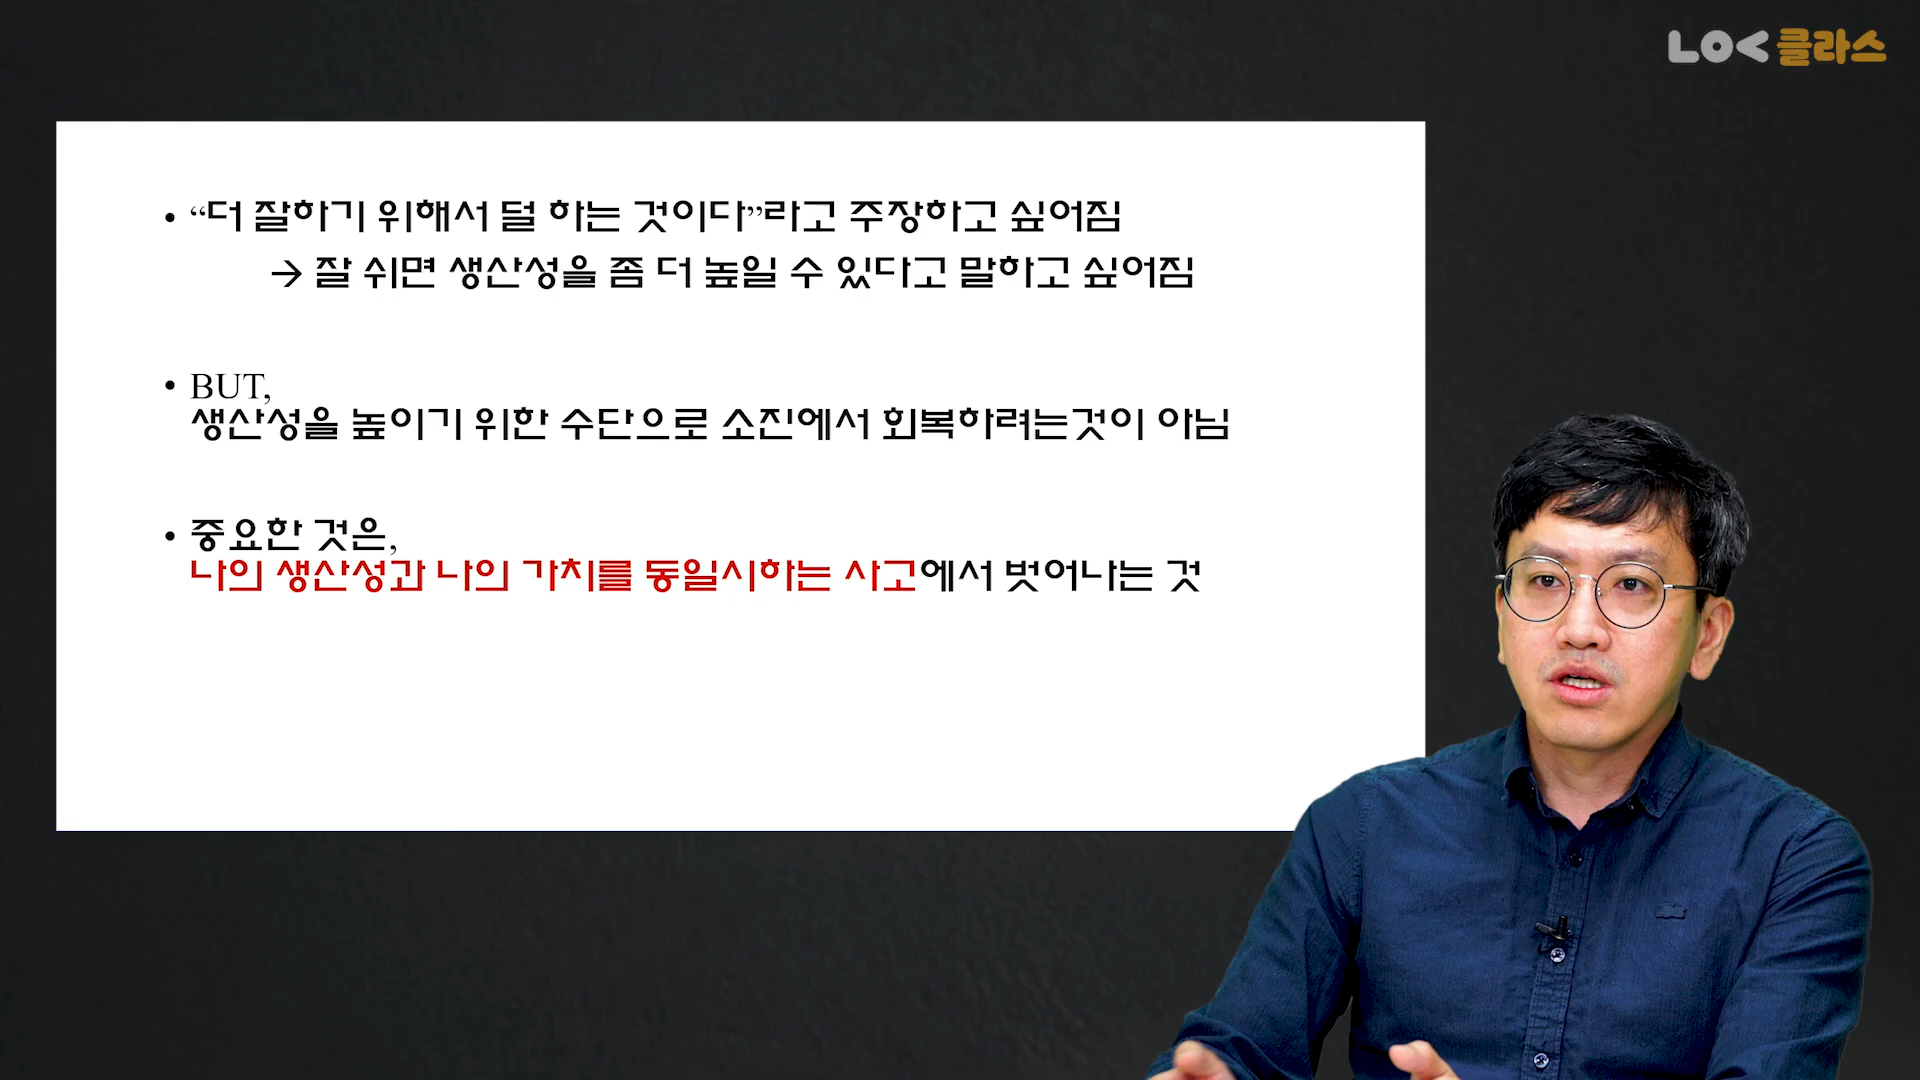 LOC 클라스
• “더 잘하기 위해서 덜 하는 것이다”라고 주장하고 싶어짐
→ 잘 쉬면 생산성을 좀 더 높일 수 있다고 말하고 싶어짐
• BUT,
생산성을 높이기 위한 수단으로 소진에서 회복하려는것이 아님
• 중요한 것은,
나의 생산성과 나의 가치를 동일시하는 사고에서 벗어나는 것